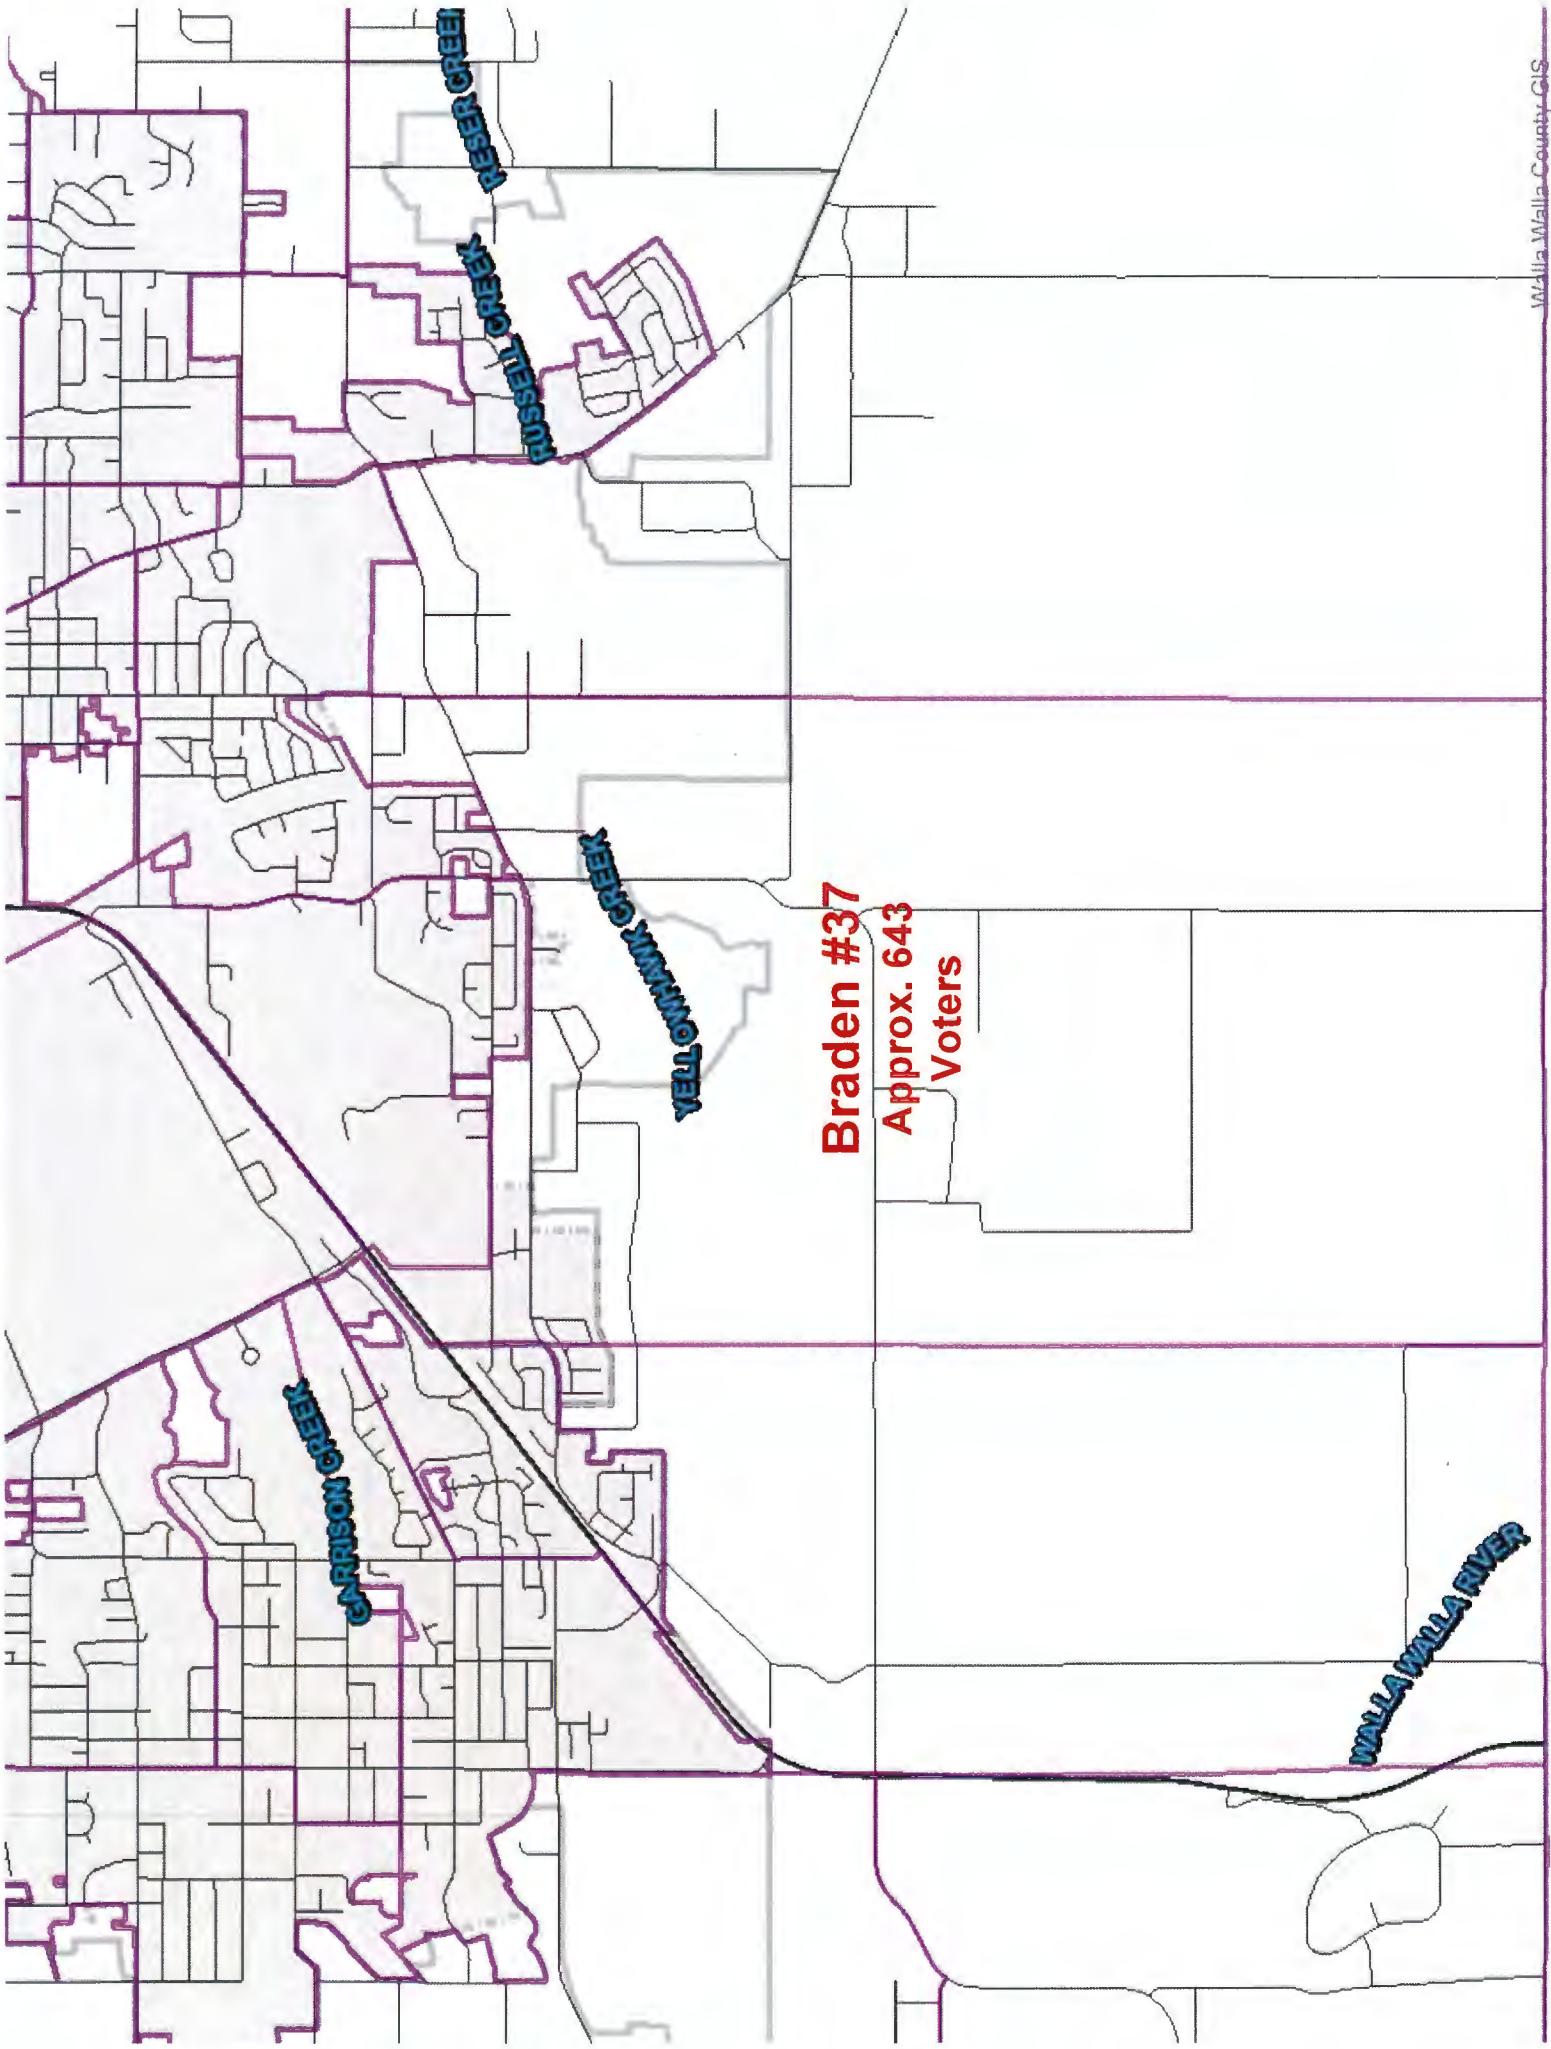 RESER CREEK
RUSSELL CREEK
YELLOWHAWK CREEK
GARRISON CREEK
WALLA WALLA RIVER
Braden #37
Approx. 643
Voters
Walla Walla County GIS